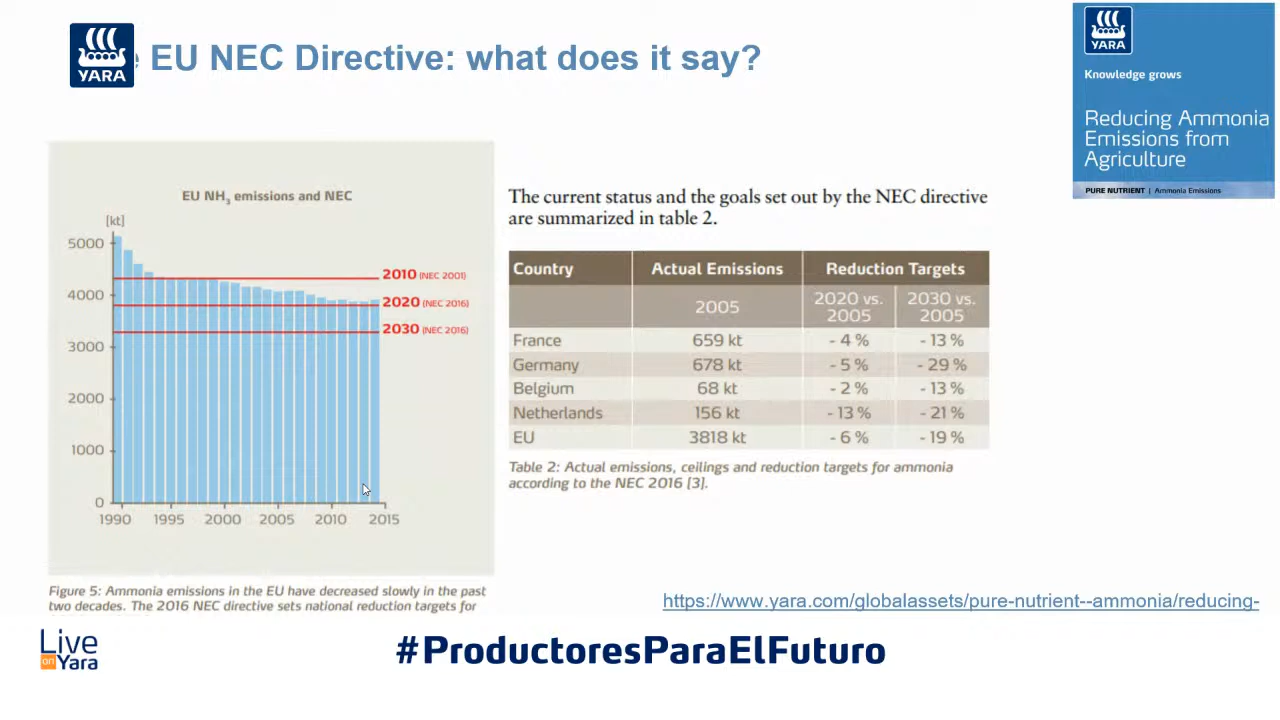 YARA
EU NEC Directive: what does it say?
YARA
Knowledge grows
Reducing Ammonia
Emissions from
Agriculture
PURE NUTRIENT | Ammonia Emissions
EU NH₃ emissions and NEC
[kt]
5000
4000
3000
2000
1000
0
1990 1995 2000 2005 2010 2015
2010 (NEC 2001)
2020 (NEC 2016)
2030 (NEC 2016)
Figure 5: Ammonia emissions in the EU have decreased slowly in the past
two decades. The 2016 NEC directive sets national reduction targets for
The current status and the goals set out by the NEC directive
are summarized in table 2.
Country Actual Emissions Reduction Targets
2005 2020 vs. 2005 2030 vs. 2005
France 659 kt - 4 % - 13 %
Germany 678 kt - 5 % - 29 %
Belgium 68 kt - 2 % - 13 %
Netherlands 156 kt - 13 % - 21 %
EU 3818 kt - 6 % - 19 %
Table 2: Actual emissions, ceilings and reduction targets for ammonia
according to the NEC 2016 [3].
https://www.yara.com/globalassets/pure-nutrient--ammonia/reducing-
Live
on Yara
#ProductoresParaElFuturo